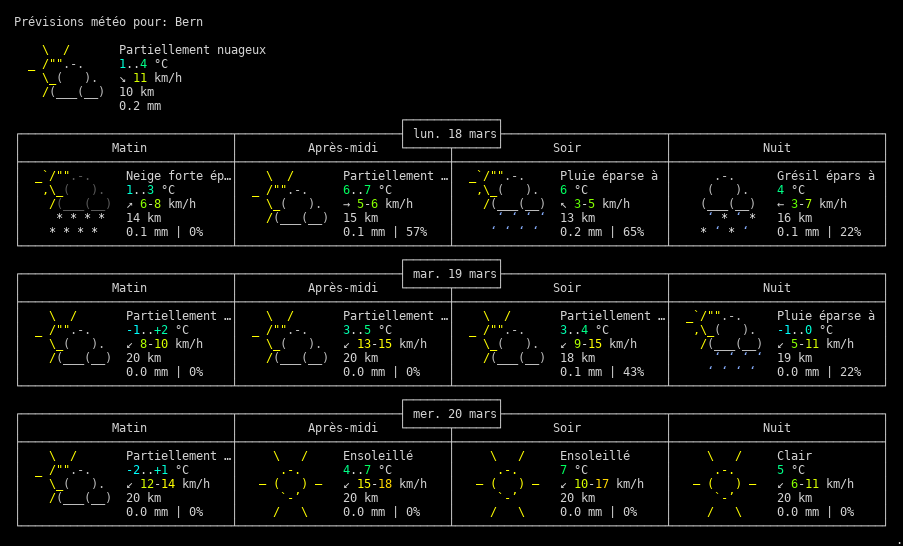 Prévisions météo pour: Bern
Partiellement nuageux
1..4 °C
↘ 11 km/h
10 km
0.2 mm
lun. 18 mars
Matin Après-midi Soir Nuit
Neige forte ép… Partiellement … Pluie éparse à Grésil épars à
1..3 °C 6..7 °C 6 °C 4 °C
↗ 6-8 km/h → 5-6 km/h ↖ 3-5 km/h ← 3-7 km/h
14 km 15 km 13 km 16 km
0.1 mm | 0% 0.1 mm | 57% 0.2 mm | 65% 0.1 mm | 22%
mar. 19 mars
Matin Après-midi Soir Nuit
Partiellement … Partiellement … Partiellement … Pluie éparse à
-1..+2 °C 3..5 °C 3..4 °C -1..0 °C
↙ 8-10 km/h ↙ 13-15 km/h ↙ 9-15 km/h ↙ 5-11 km/h
20 km 20 km 18 km 19 km
0.0 mm | 0% 0.0 mm | 0% 0.1 mm | 43% 0.0 mm | 22%
mer. 20 mars
Matin Après-midi Soir Nuit
Partiellement … Ensoleillé Ensoleillé Clair
-2..+1 °C 4..7 °C 7 °C 5 °C
↙ 12-14 km/h ↙ 15-18 km/h ↙ 10-17 km/h ↙ 6-11 km/h
20 km 20 km 20 km 20 km
0.0 mm | 0% 0.0 mm | 0% 0.0 mm | 0% 0.0 mm | 0%